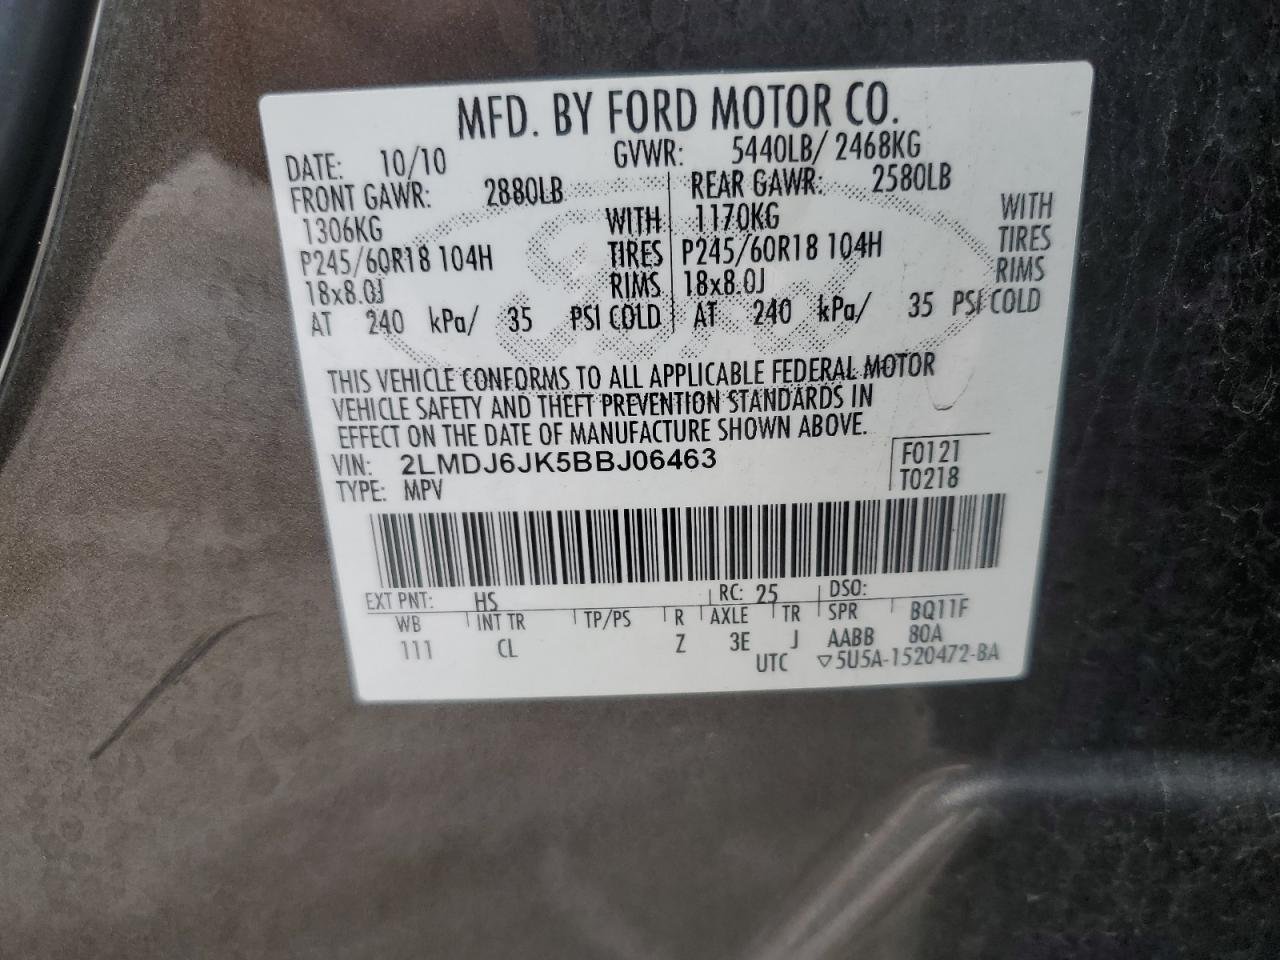 MFD. BY FORD MOTOR CO.
DATE: 10/10 GVWR: 5440LB/ 2468KG
FRONT GAWR: 2880LB REAR GAWR: 2580LB
1306KG WITH 1170KG WITH
P245/60R18 104H TIRES P245/60R18 104H TIRES
18x8.0J RIMS 18x8.0J RIMS
AT 240 kPa/ 35 PSI COLD AT 240 kPa/ 35 PSI COLD
THIS VEHICLE CONFORMS TO ALL APPLICABLE FEDERAL MOTOR
VEHICLE SAFETY AND THEFT PREVENTION STANDARDS IN
EFFECT ON THE DATE OF MANUFACTURE SHOWN ABOVE.
VIN: 2LMDJ6JK5BBJ06463 F0121
TYPE: MPV T0218
EXT PNT: HS RC: 25 DSO:
WB INT TR TP/PS R AXLE TR SPR BQ11F
111 CL Z 3E J AABB 80A
UTC ▽5U5A-1520472-BA